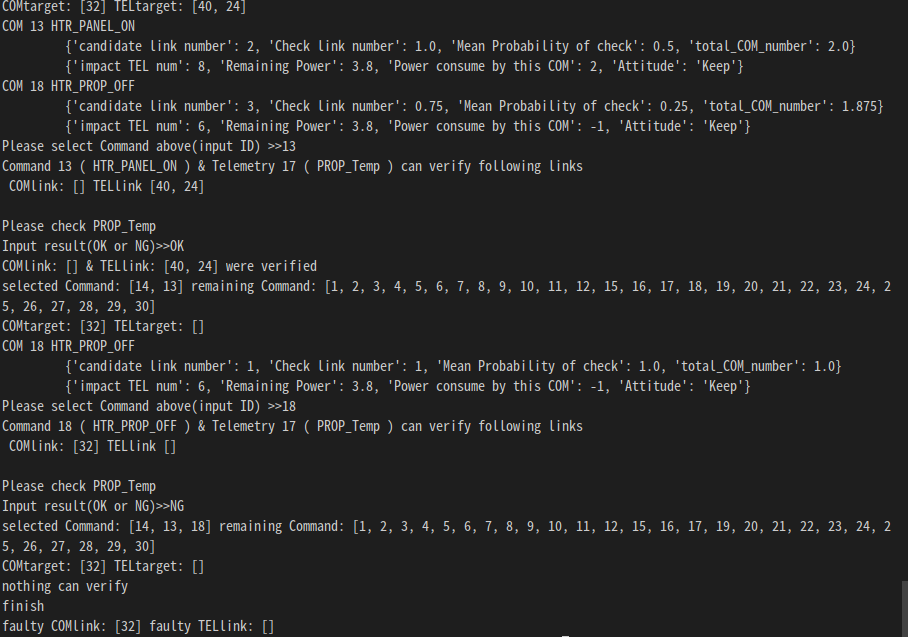 COMtarget: [32] TELtarget: [40, 24]
COM 13 HTR_PANEL_ON
        {'candidate link number': 2, 'Check link number': 1.0, 'Mean Probability of check': 0.5, 'total_COM_number': 2.0}
        {'impact TEL num': 8, 'Remaining Power': 3.8, 'Power consume by this COM': 2, 'Attitude': 'Keep'}
COM 18 HTR_PROP_OFF
        {'candidate link number': 3, 'Check link number': 0.75, 'Mean Probability of check': 0.25, 'total_COM_number': 1.875}
        {'impact TEL num': 6, 'Remaining Power': 3.8, 'Power consume by this COM': -1, 'Attitude': 'Keep'}
Please select Command above(input ID) >>13
Command 13 ( HTR_PANEL_ON ) & Telemetry 17 ( PROP_Temp ) can verify following links
 COMlink: [] TELlink [40, 24]

Please check PROP_Temp
Input result(OK or NG)>>OK
COMlink: [] & TELlink: [40, 24] were verified
selected Command: [14, 13] remaining Command: [1, 2, 3, 4, 5, 6, 7, 8, 9, 10, 11, 12, 15, 16, 17, 18, 19, 20, 21, 22, 23, 24, 2
5, 26, 27, 28, 29, 30]
COMtarget: [32] TELtarget: []
COM 18 HTR_PROP_OFF
        {'candidate link number': 1, 'Check link number': 1, 'Mean Probability of check': 1.0, 'total_COM_number': 1.0}
        {'impact TEL num': 6, 'Remaining Power': 3.8, 'Power consume by this COM': -1, 'Attitude': 'Keep'}
Please select Command above(input ID) >>18
Command 18 ( HTR_PROP_OFF ) & Telemetry 17 ( PROP_Temp ) can verify following links
 COMlink: [32] TELlink []

Please check PROP_Temp
Input result(OK or NG)>>NG
selected Command: [14, 13, 18] remaining Command: [1, 2, 3, 4, 5, 6, 7, 8, 9, 10, 11, 12, 15, 16, 17, 19, 20, 21, 22, 23, 24, 2
5, 26, 27, 28, 29, 30]
COMtarget: [32] TELtarget: []
nothing can verify
finish
faulty COMlink: [32] faulty TELlink: []